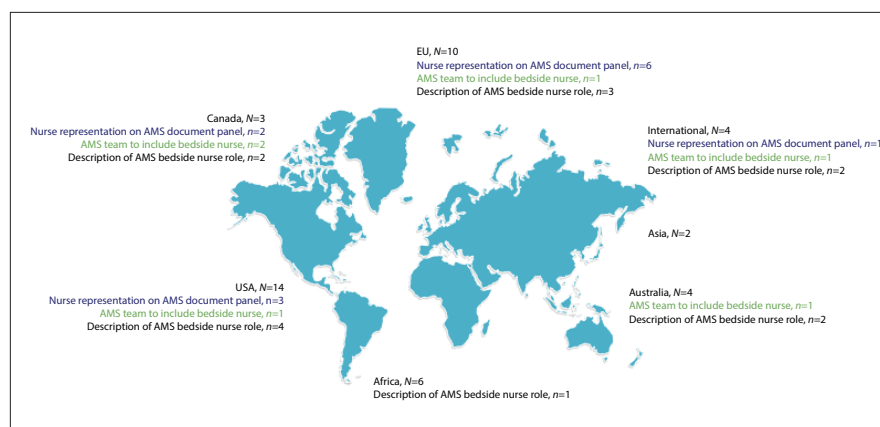 EU, N=10
Nurse representation on AMS document panel, n=6
AMS team to include bedside nurse, n=1
Description of AMS bedside nurse role, n=3
Canada, N=3
Nurse representation on AMS document panel, n=2
AMS team to include bedside nurse, n=2
Description of AMS bedside nurse role, n=2
International, N=4
Nurse representation on AMS document panel, n=1
AMS team to include bedside nurse, n=1
Description of AMS bedside nurse role, n=2
Asia, N=2
USA, N=14
Nurse representation on AMS document panel, n=3
AMS team to include bedside nurse, n=1
Description of AMS bedside nurse role, n=4
Australia, N=4
AMS team to include bedside nurse, n=1
Description of AMS bedside nurse role, n=2
Africa, N=6
Description of AMS bedside nurse role, n=1